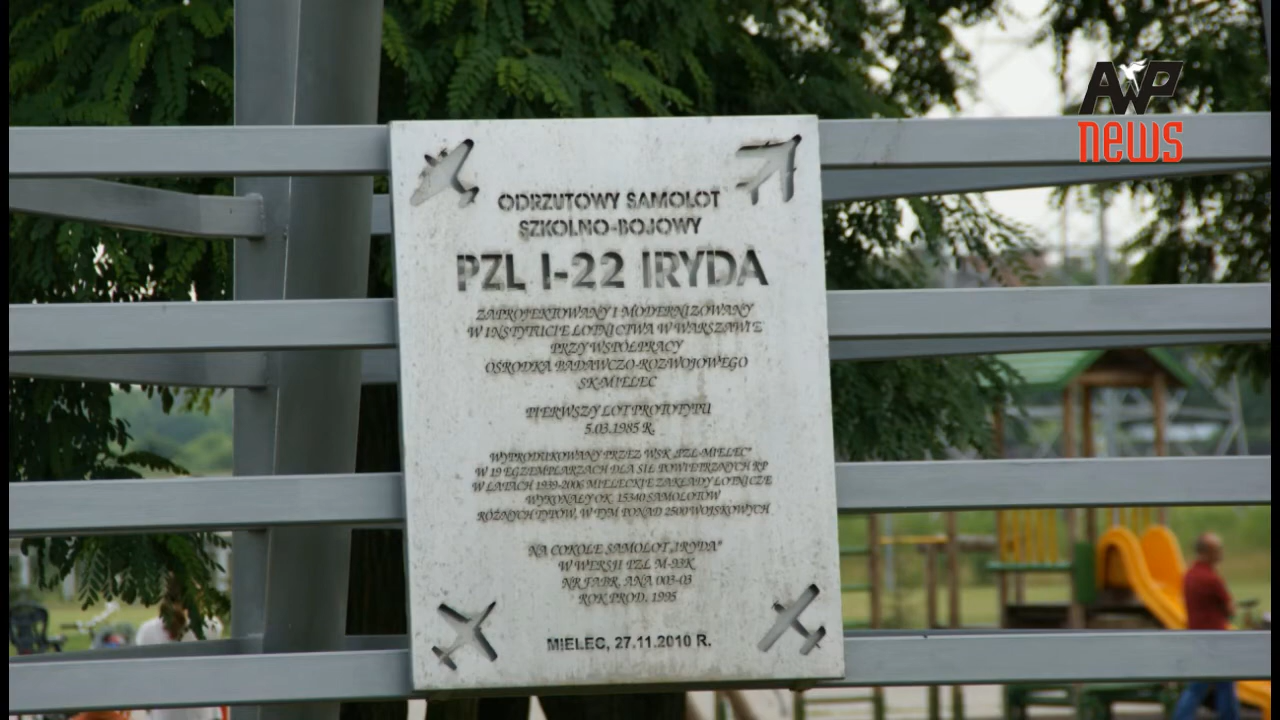 AWP
news
ODRZUTOWY SAMOLOT
SZKOLNO-BOJOWY
PZL I-22 IRYDA
ZAPROJEKTOWANY I MODERNIZOWANY
W INSTYTUCIE LOTNICTWA W WARSZAWIE
PRZY WSPÓŁPRACY
OŚRODKA BADAWCZO-ROZWOJOWEGO
SK-MIELEC
PIERWSZY LOT PROTOTYPU
5.03.1985 R.
WYPRODUKOWANY PRZEZ WSK „PZL-MIELEC"
W 19 EGZEMPLARZACH DLA SIŁ POWIETRZNYCH RP
W LATACH 1939-2006 MIELECKIE ZAKŁADY LOTNICZE
WYKONAŁY OK. 15340 SAMOLOTÓW
RÓŻNYCH TYPÓW, W TYM PONAD 2500 WOJSKOWYCH
NA COKOLE SAMOLOT „IRYDA"
W WERSJI PZL M-93K
NR FABR. ANA 003-03
ROK PROD. 1995
MIELEC, 27.11.2010 R.